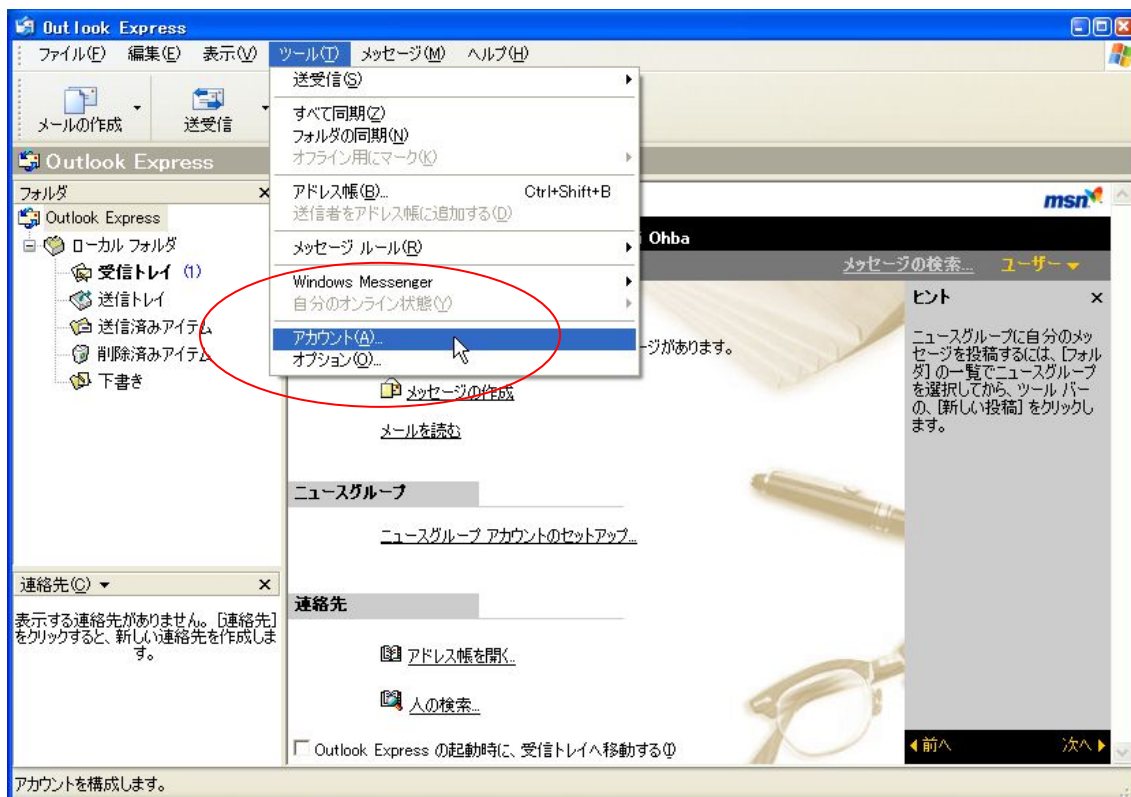 Outlook Express
ファイル(F) 編集(E) 表示(V) ツール(T) メッセージ(M) ヘルプ(H)
メールの作成 送受信
送受信(S)
すべて同期(Z)
フォルダの同期(N)
オフライン用にマーク(K)
アドレス帳(B)... Ctrl+Shift+B
送信者をアドレス帳に追加する(D)
メッセージ ルール(R)
Windows Messenger
自分のオンライン状態(Y)
アカウント(A)...
オプション(O)...
Outlook Express
フォルダ
Outlook Express
ローカル フォルダ
受信トレイ (1)
送信トレイ
送信済みアイテム
削除済みアイテム
下書き
連絡先(C)
表示する連絡先がありません。[連絡先]
をクリックすると、新しい連絡先を作成しま
す。
msn
Ohba
メッセージの検索... ユーザー
ージがあります。
メッセージの作成
メールを読む
ニュースグループ
ニュースグループ アカウントのセットアップ...
連絡先
アドレス帳を開く...
人の検索...
Outlook Express の起動時に、受信トレイへ移動する(I)
ヒント
ニュースグループに自分のメッ
セージを投稿するには、[フォル
ダ] の一覧でニュースグループ
を選択してから、ツール バー
の、[新しい投稿] をクリックし
ます。
前へ 次へ
アカウントを構成します。